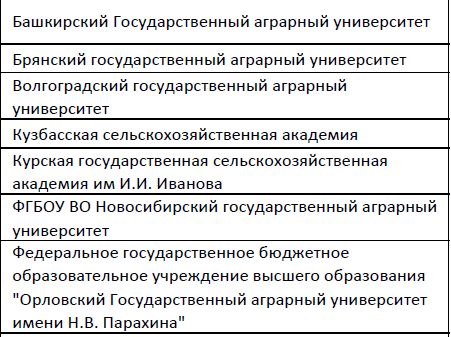 Башкирский Государственный аграрный университет
Брянский государственный аграрный университет
Волгоградский государственный аграрный
университет
Кузбасская сельскохозяйственная академия
Курская государственная сельскохозяйственная
академия им И.И. Иванова
ФГБОУ ВО Новосибирский государственный аграрный
университет
Федеральное государственное бюджетное
образовательное учреждение высшего образования
"Орловский Государственный аграрный университет
имени Н.В. Парахина"